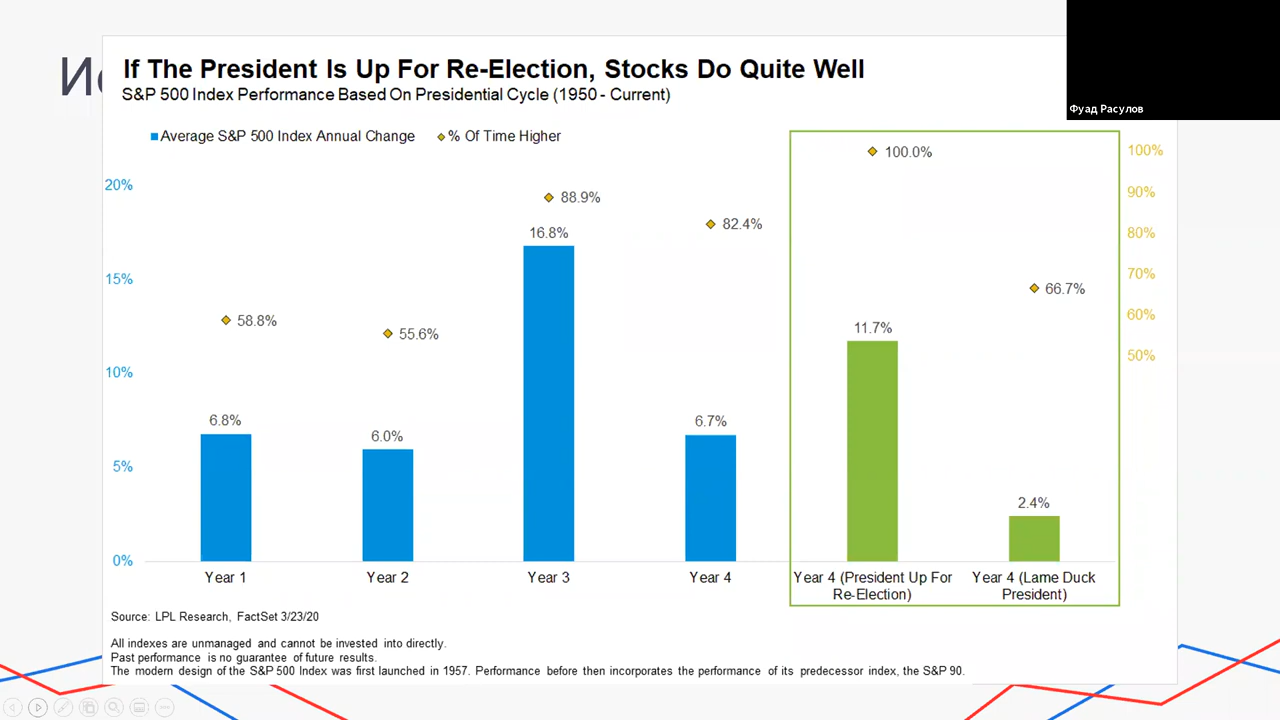 Ис
If The President Is Up For Re-Election, Stocks Do Quite Well
S&P 500 Index Performance Based On Presidential Cycle (1950 - Current)
Фуад Расулов
Average S&P 500 Index Annual Change
% Of Time Higher
20%
15%
10%
5%
0%
100%
90%
80%
70%
60%
50%
58.8%
55.6%
88.9%
82.4%
100.0%
66.7%
6.8%
6.0%
16.8%
6.7%
11.7%
2.4%
Year 1
Year 2
Year 3
Year 4
Year 4 (President Up For
Re-Election)
Year 4 (Lame Duck
President)
Source: LPL Research, FactSet 3/23/20
All indexes are unmanaged and cannot be invested into directly.
Past performance is no guarantee of future results.
The modern design of the S&P 500 Index was first launched in 1957. Performance before then incorporates the performance of its predecessor index, the S&P 90.